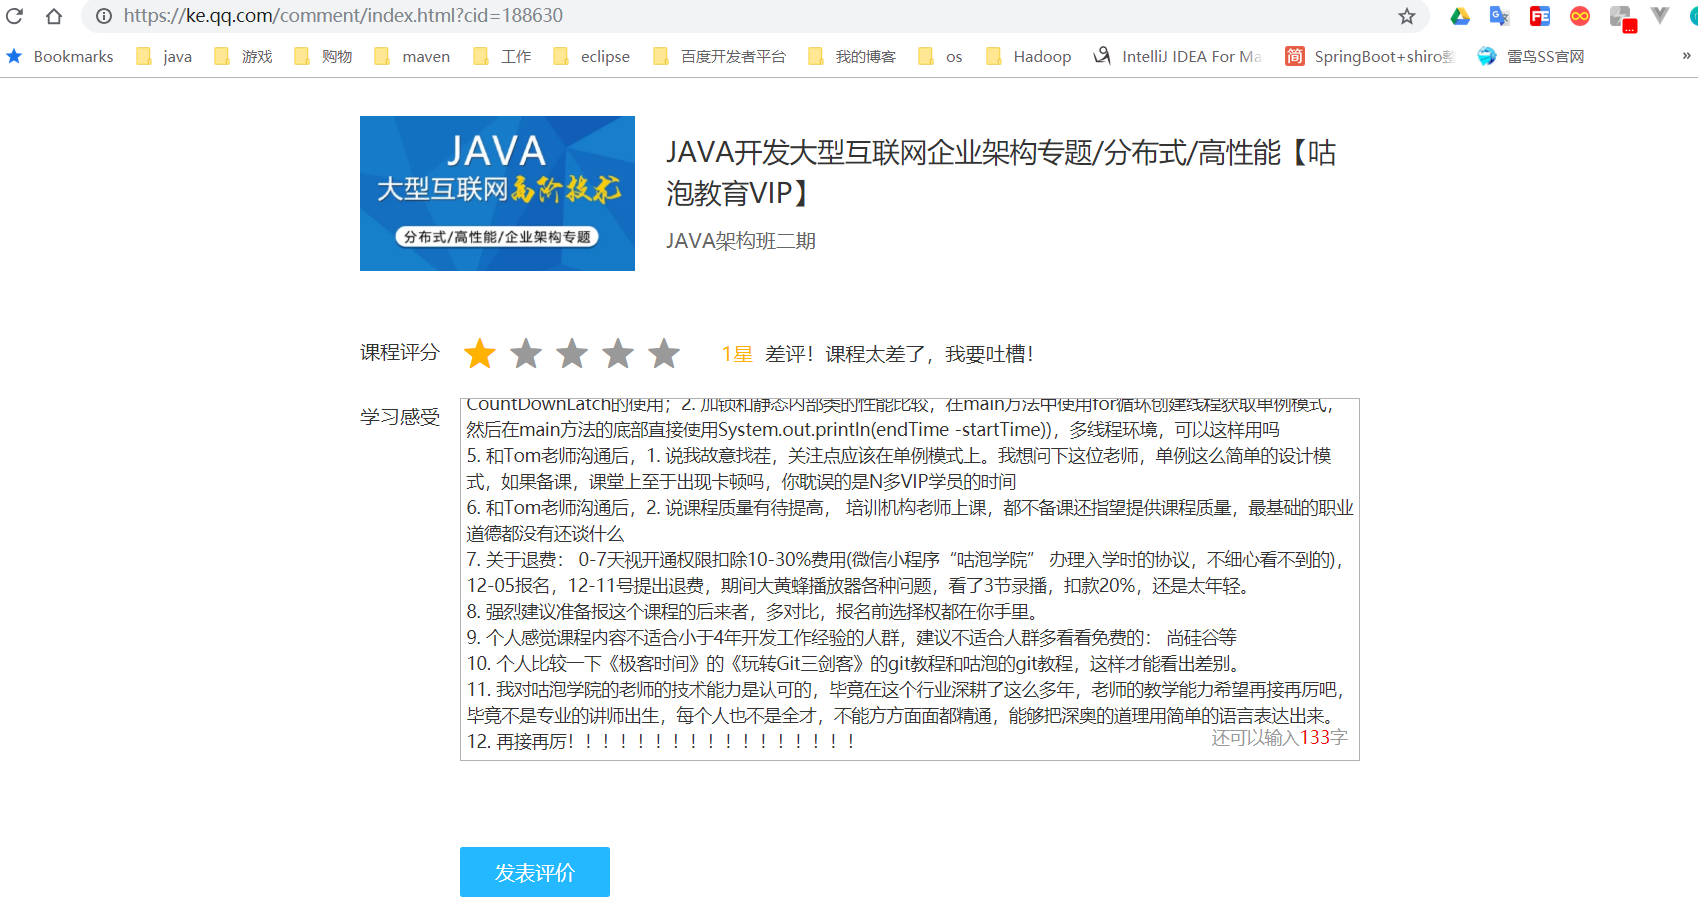 https://ke.qq.com/comment/index.html?cid=188630
Bookmarks java 游戏 购物 maven 工作 eclipse 百度开发者平台 我的博客 os Hadoop IntelliJ IDEA For Ma 简 SpringBoot+shiro整 雷鸟SS官网 »
JAVA
大型互联网高阶技术
分布式/高性能/企业架构专题
JAVA开发大型互联网企业架构专题/分布式/高性能【咕
泡教育VIP】
JAVA架构班二期
课程评分 1星 差评！课程太差了，我要吐槽！
学习感受
CountDownLatch的使用；2. 加锁和静态内部类的性能比较，在main方法中使用for循环创建线程获取单例模式，
然后在main方法的底部直接使用System.out.println(endTime -startTime))，多线程环境，可以这样用吗
5. 和Tom老师沟通后，1. 说我故意找茬，关注点应该在单例模式上。我想问下这位老师，单例这么简单的设计模
式，如果备课，课堂上至于出现卡顿吗，你耽误的是N多VIP学员的时间
6. 和Tom老师沟通后，2. 说课程质量有待提高， 培训机构老师上课，都不备课还指望提供课程质量，最基础的职业
道德都没有还谈什么
7. 关于退费： 0-7天视开通权限扣除10-30%费用(微信小程序“咕泡学院” 办理入学时的协议，不细心看不到的)，
12-05报名，12-11号提出退费，期间大黄蜂播放器各种问题，看了3节录播，扣款20%，还是太年轻。
8. 强烈建议准备报这个课程的后来者，多对比，报名前选择权都在你手里。
9. 个人感觉课程内容不适合小于4年开发工作经验的人群，建议不适合人群多看看免费的： 尚硅谷等
10. 个人比较一下《极客时间》的《玩转Git三剑客》的git教程和咕泡的git教程，这样才能看出差别。
11. 我对咕泡学院的老师的技术能力是认可的，毕竟在这个行业深耕了这么多年，老师的教学能力希望再接再厉吧，
毕竟不是专业的讲师出生，每个人也不是全才，不能方方面面都精通，能够把深奥的道理用简单的语言表达出来。
12. 再接再厉！！！！！！！！！！！！！！！！！
还可以输入133字
发表评价